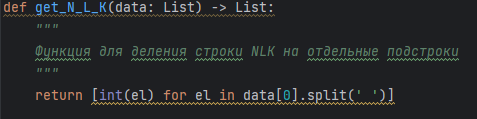 def get_N_L_K(data: List) -> List:
"""
Функция для деления строки NLK на отдельные подстроки
"""
return [int(el) for el in data[0].split(' ')]